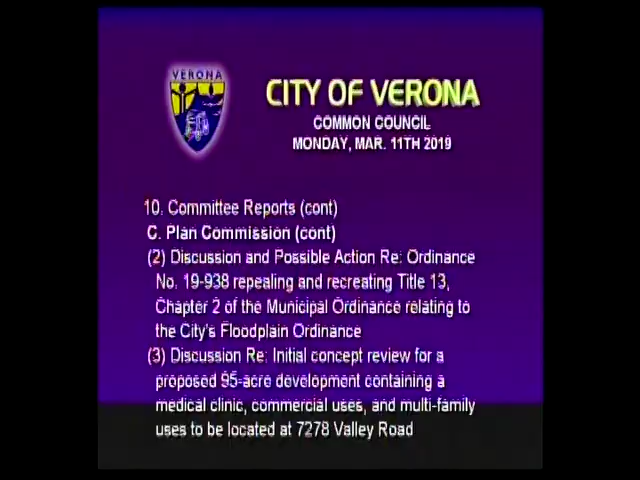 VERONA
CITY OF VERONA
COMMON COUNCIL
MONDAY, MAR. 11TH 2019
10. Committee Reports (cont)
C. Plan Commission (cont)
(2) Discussion and Possible Action Re: Ordinance
No. 19-938 repealing and recreating Title 13,
Chapter 2 of the Municipal Ordinance relating to
the City's Floodplain Ordinance
(3) Discussion Re: Initial concept review for a
proposed 95-acre development containing a
medical clinic, commercial uses, and multi-family
uses to be located at 7278 Valley Road